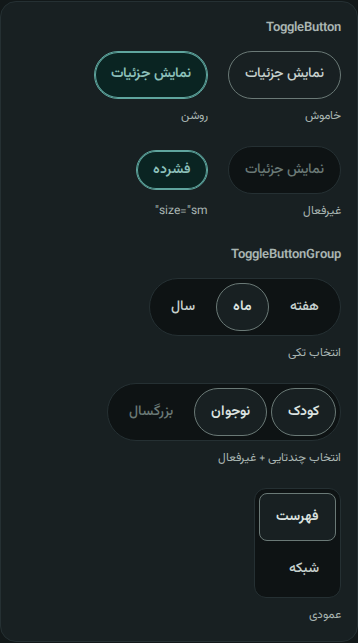 ToggleButton
نمایش جزئیات نمایش جزئیات
خاموش روشن
نمایش جزئیات فشرده
غیرفعال size="sm"
ToggleButtonGroup
هفته ماه سال
انتخاب تکی
کودک نوجوان بزرگسال
انتخاب چندتایی + غیرفعال
فهرست
شبکه
عمودی